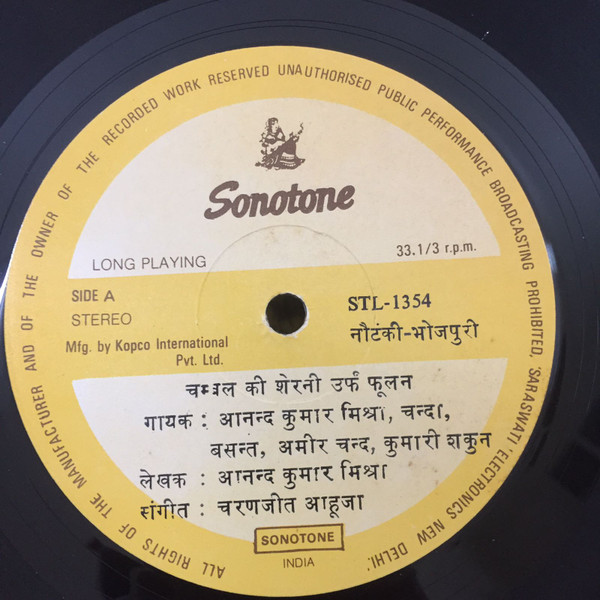 ALL RIGHTS OF THE MANUFACTURER AND OF THE OWNER OF THE RECORDED WORK RESERVED UNAUTHORISED PUBLIC PERFORMANCE BROADCASTING PROHIBITED, 'SARASWATI' ELECTRONICS NEW DELHI.'
Sonotone
LONG PLAYING
33.1/3 r.p.m.
SIDE A
STL-1354
STEREO
नौटंकी-भोजपुरी
Mfg. by Kopco International
Pvt. Ltd.
चम्बल की शेरनी उर्फ फूलन
गायक : आनन्द कुमार मिश्रा, चन्दा,
बसन्त, अमीर चन्द, कुमारी शकुन
लेखक : आनन्द कुमार मिश्रा
संगीत : चरणजीत आहूजा
SONOTONE
INDIA